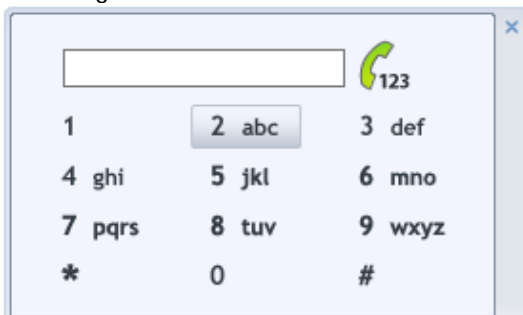 123
1 2 abc 3 def
4 ghi 5 jkl 6 mno
7 pqrs 8 tuv 9 wxyz
* 0 #